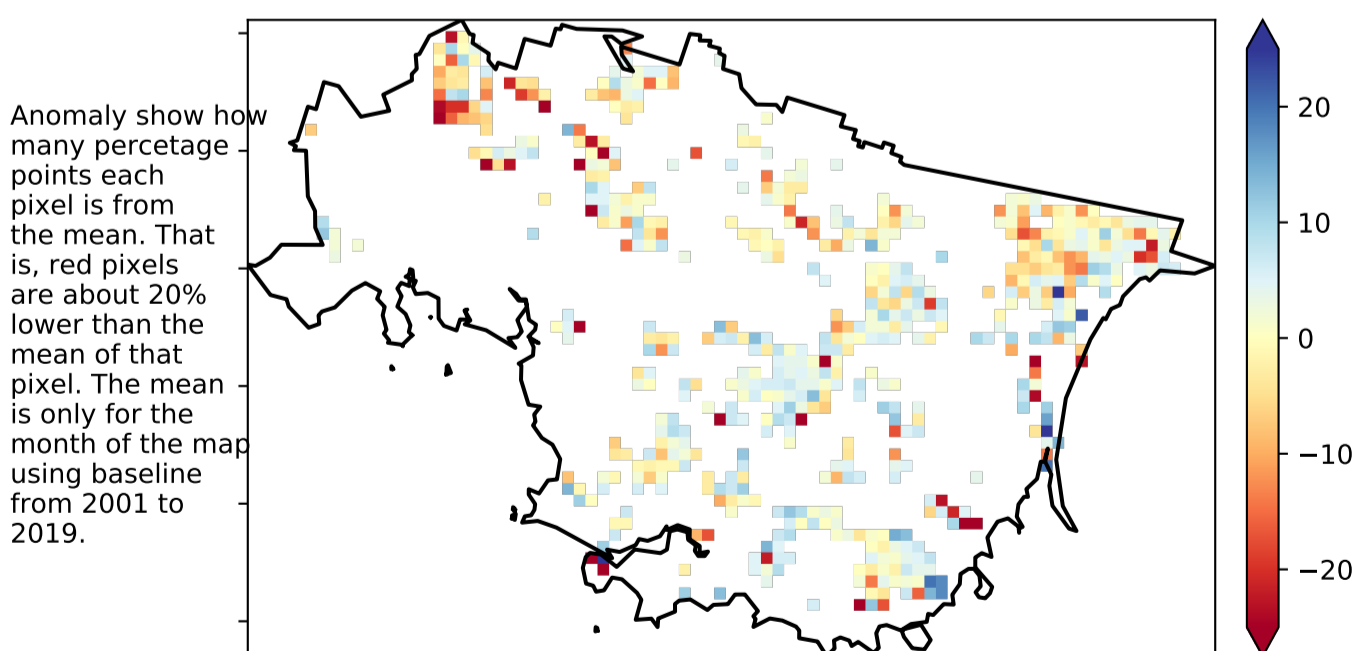 Anomaly show how
many percetage
points each
pixel is from
the mean. That
is, red pixels
are about 20%
lower than the
mean of that
pixel. The mean
is only for the
month of the map
using baseline
from 2001 to
2019.
20
10
0
−10
−20